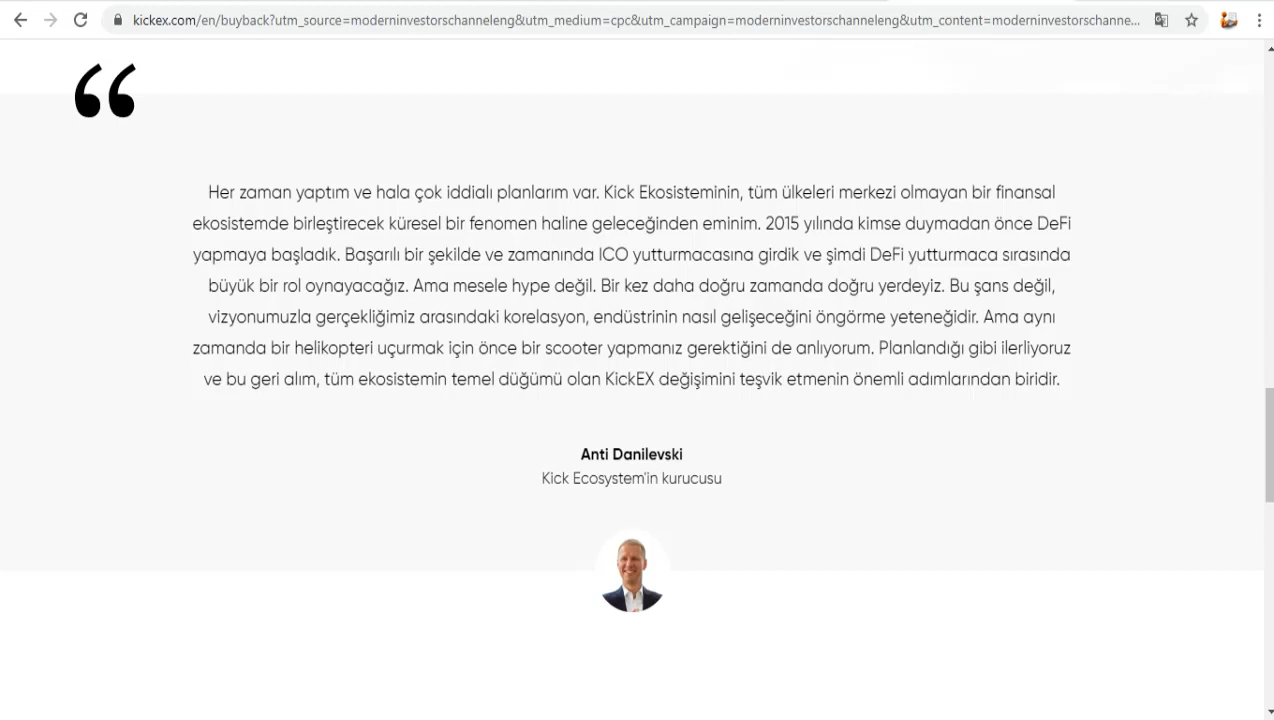 kickex.com/en/buyback?utm_source=moderninvestorschanneleng&utm_medium=cpc&utm_campaign=moderninvestorschanneleng&utm_content=moderninvestorschanne...
“
Her zaman yaptım ve hala çok iddialı planlarım var. Kick Ekosisteminin, tüm ülkeleri merkezi olmayan bir finansal
ekosistemde birleştirecek küresel bir fenomen haline geleceğinden eminim. 2015 yılında kimse duymadan önce DeFi
yapmaya başladık. Başarılı bir şekilde ve zamanında ICO yutturmacasına girdik ve şimdi DeFi yutturmaca sırasında
büyük bir rol oynayacağız. Ama mesele hype değil. Bir kez daha doğru zamanda doğru yerdeyiz. Bu şans değil,
vizyonumuzla gerçekliğimiz arasındaki korelasyon, endüstrinin nasıl gelişeceğini öngörme yeteneğidir. Ama aynı
zamanda bir helikopteri uçurmak için önce bir scooter yapmanız gerektiğini de anlıyorum. Planlandığı gibi ilerliyoruz
ve bu geri alım, tüm ekosistemin temel düğümü olan KickEX değişimini teşvik etmenin önemli adımlarından biridir.
Anti Danilevski
Kick Ecosystem'in kurucusu